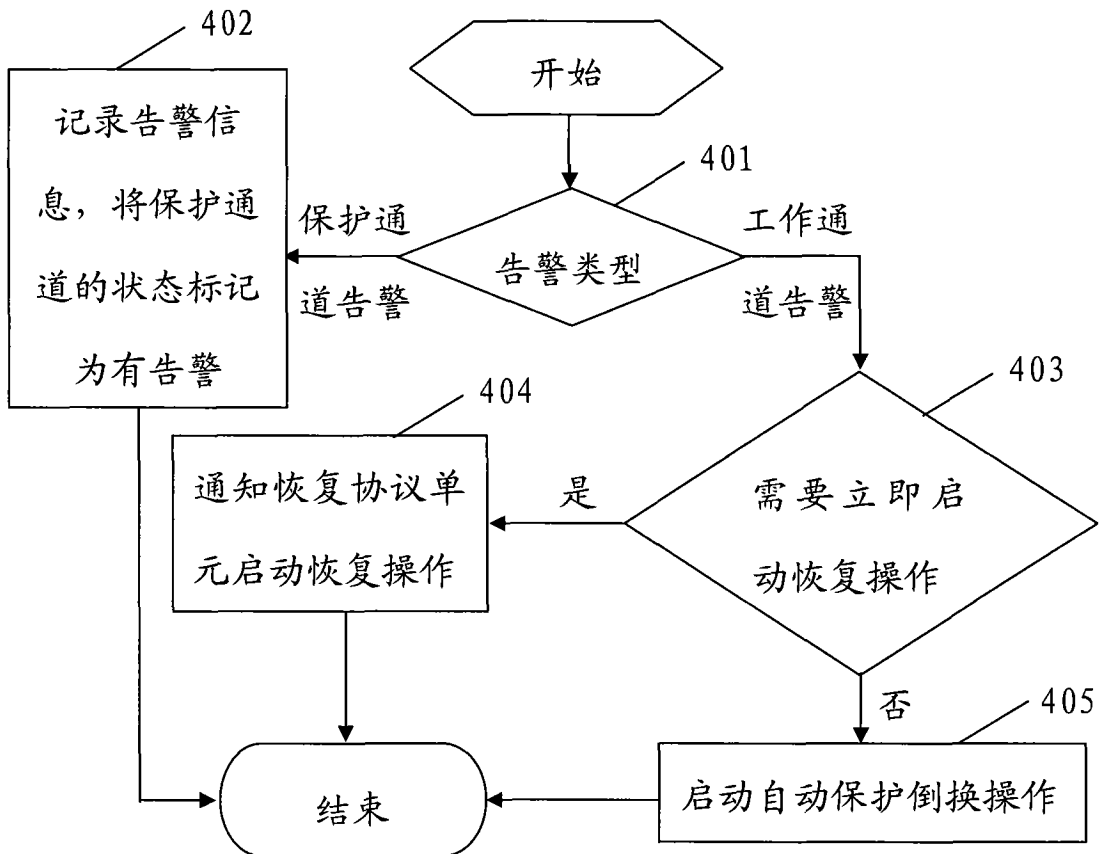 402
记录告警信
息，将保护通
道的状态标记
为有告警
开始
401
告警类型
保护通
道告警
工作通
道告警
403
需要立即启
动恢复操作
是
404
通知恢复协议单
元启动恢复操作
否
405
启动自动保护倒换操作
结束